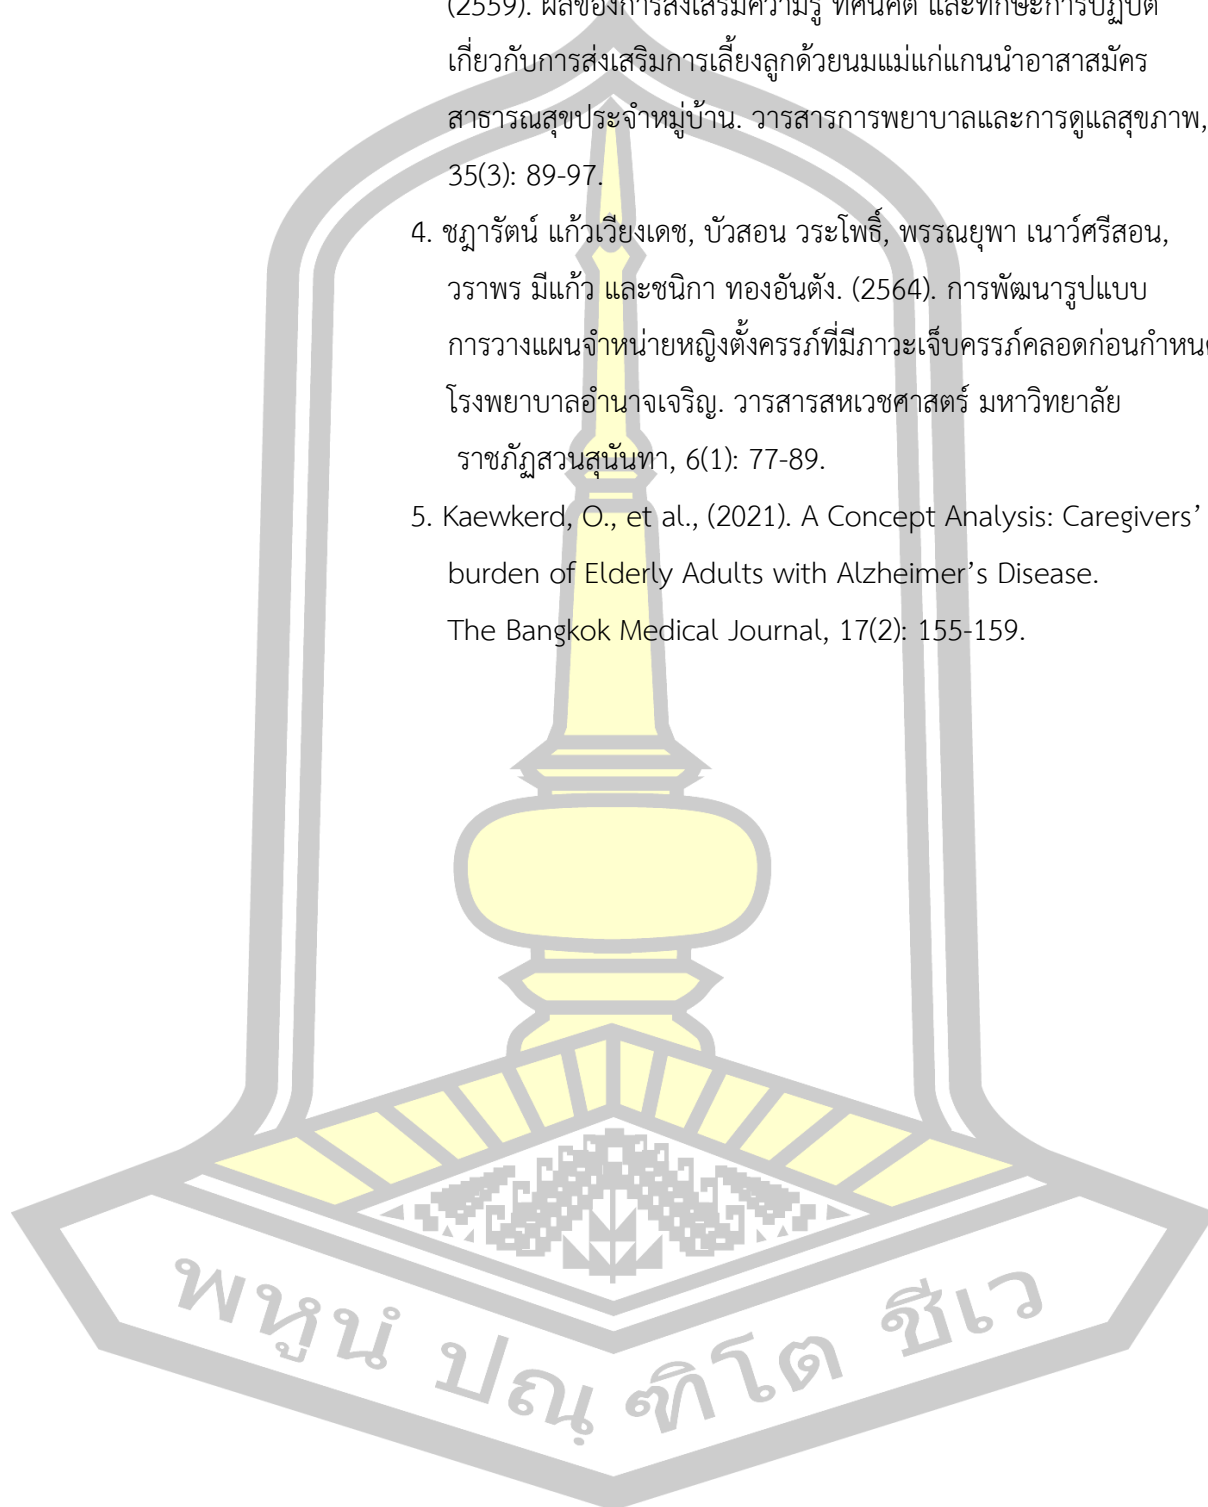 (2559). ผลของการส่งเสริมความรู้ ทัศนคติ และทักษะการปฏิบัติ
เกี่ยวกับการส่งเสริมการเลี้ยงลูกด้วยนมแม่แก่แกนนำอาสาสมัคร
สาธารณสุขประจำหมู่บ้าน. วารสารการพยาบาลและการดูแลสุขภาพ,
35(3): 89-97.
4. ชฎารัตน์ แก้วเวียงเดช, บัวสอน วระโพธิ์, พรรณยุพา เนาว์ศรีสอน,
วราพร มีแก้ว และชนิกา ทองอันตัง. (2564). การพัฒนารูปแบบ
การวางแผนจำหน่ายหญิงตั้งครรภ์ที่มีภาวะเจ็บครรภ์คลอดก่อนกำหนด
โรงพยาบาลอำนาจเจริญ. วารสารสหเวชศาสตร์ มหาวิทยาลัย
ราชภัฏสวนสุนันทา, 6(1): 77-89.
5. Kaewkerd, O., et al., (2021). A Concept Analysis: Caregivers’
burden of Elderly Adults with Alzheimer’s Disease.
The Bangkok Medical Journal, 17(2): 155-159.
พหูนํ ปณฺฑิโต ชีเว